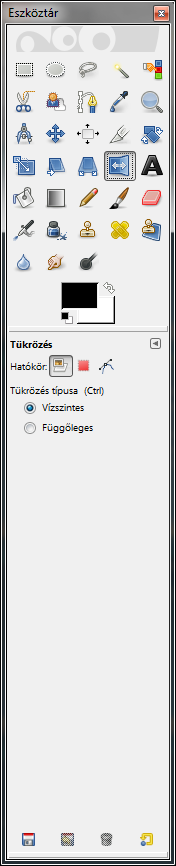 Eszköztár
Tükrözés
Hatókör:
Tükrözés típusa (Ctrl)
Vízszintes
Függőleges